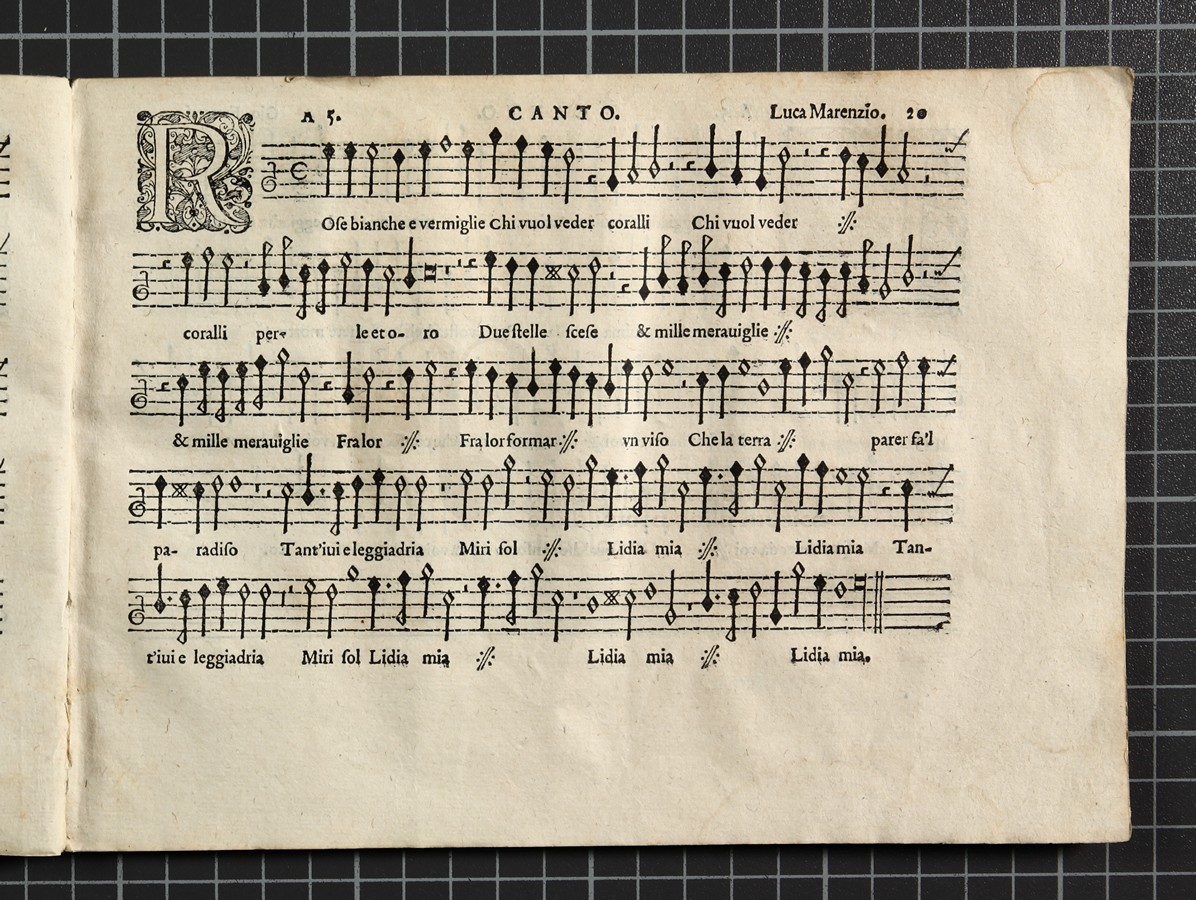 A 5. CANTO. Luca Marenzio. 20
ROſe bianche e vermiglie Chi vuol veder coralli Chi vuol veder :∥:
coralli per- le et o- ro Due ſtelle ſceſe & mille merauiglie :∥:
& mille merauiglie Fra lor :∥: Fra lor formar :∥: vn viſo Che la terra :∥: parer fa'l
pa- radiſo Tant'iui e leggiadria Miri ſol :∥: Lidia mia :∥: Lidia mia Tan-
t'iui e leggiadria Miri ſol Lidia mia :∥: Lidia mia :∥: Lidia mia.